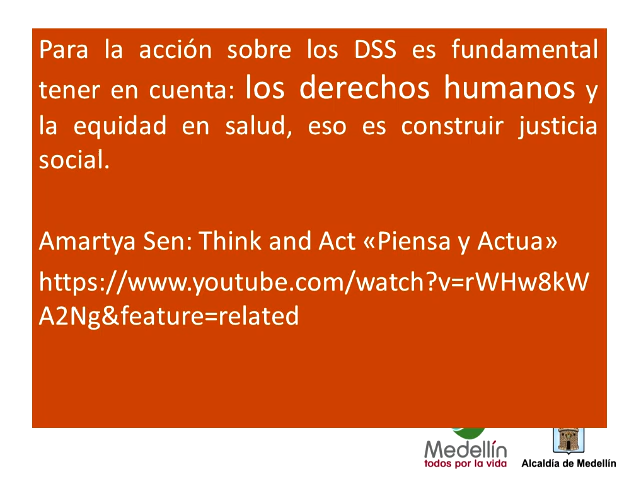 Para la acción sobre los DSS es fundamental
tener en cuenta: los derechos humanos y
la equidad en salud, eso es construir justicia
social.
Amartya Sen: Think and Act «Piensa y Actua»
https://www.youtube.com/watch?v=rWHw8kW
A2Ng&feature=related
Medellín
todos por la vida
Alcaldía de Medellín